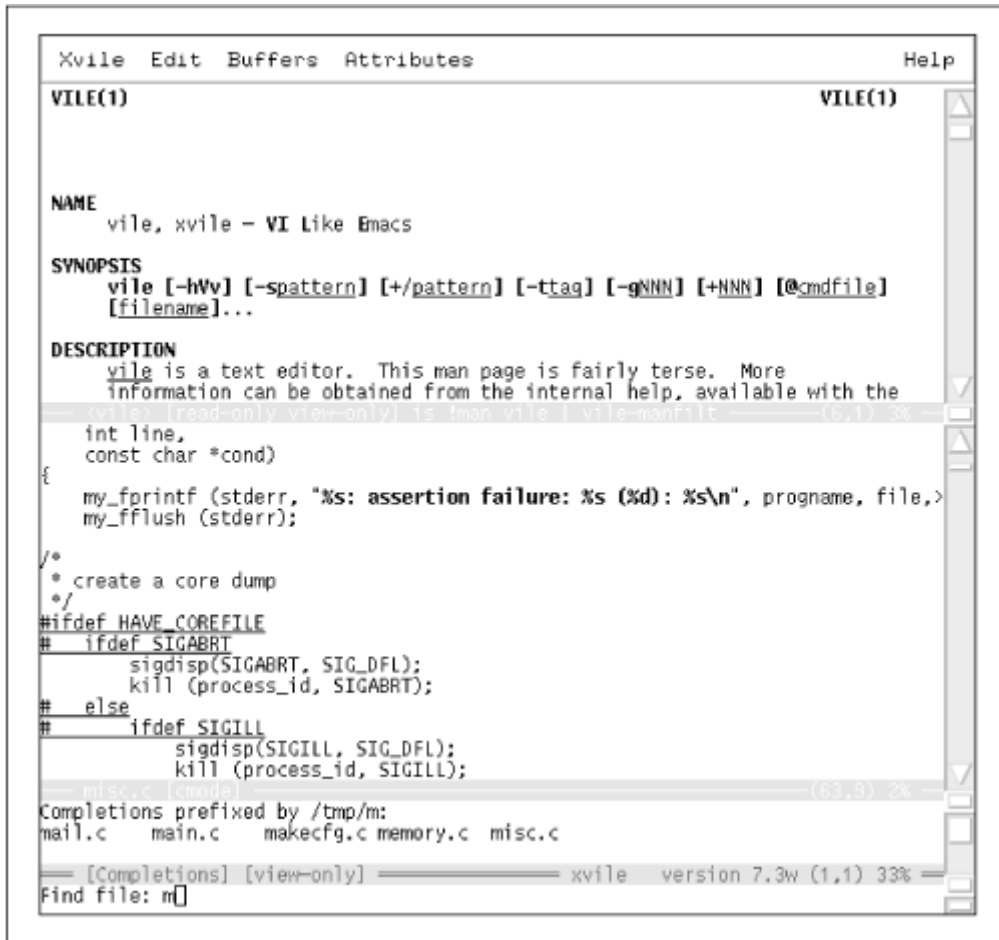 Xvile Edit Buffers Attributes Help
VILE(1) VILE(1)
NAME
vile, xvile – VI Like Emacs
SYNOPSIS
vile [-hVv] [-spattern] [+/pattern] [-ttag] [-gNNN] [+NNN] [@cmdfile]
[filename]...
DESCRIPTION
vile is a text editor. This man page is fairly terse. More
information can be obtained from the internal help, available with the
<vile> [read-only view-only] is !man vile | vile-manfilt (6,1) 3%
int line,
const char *cond)
{
my_fprintf (stderr, "%s: assertion failure: %s (%d): %s\n", progname, file,>
my_fflush (stderr);
/*
* create a core dump
*/
#ifdef HAVE_COREFILE
# ifdef SIGABRT
sigdisp(SIGABRT, SIG_DFL);
kill (process_id, SIGABRT);
# else
# ifdef SIGILL
sigdisp(SIGILL, SIG_DFL);
kill (process_id, SIGILL);
misc.c [cmode] (63,9) 2%
Completions prefixed by /tmp/m:
mail.c main.c makecfg.c memory.c misc.c
[Completions] [view-only] xvile version 7.3w (1,1) 33%
Find file: m